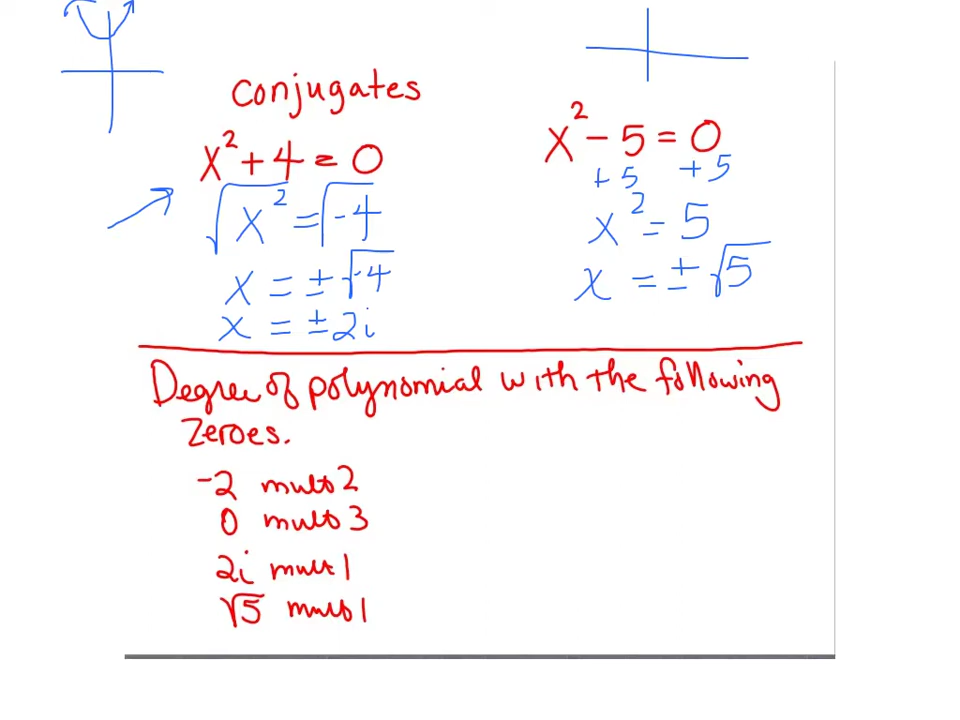 conjugates
x² + 4 = 0
√x² = √-4
x = ±√-4
x = ±2i
x² - 5 = 0
+5 +5
x² = 5
x = ±√5
Degree of polynomial with the following
zeroes.
-2 mult 2
0 mult 3
2i mult 1
√5 mult 1